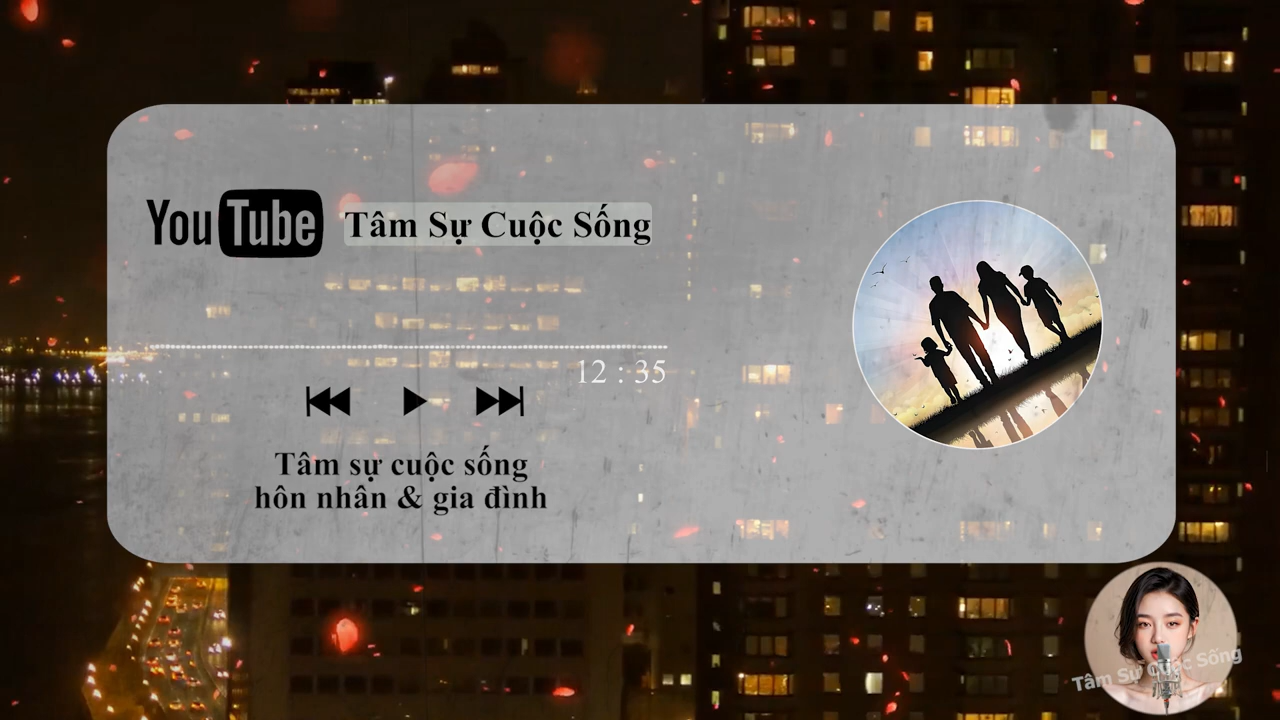 YouTube Tâm Sự Cuộc Sống
12 : 35
Tâm sự cuộc sống
hôn nhân & gia đình
Tâm Sự Cuộc Sống